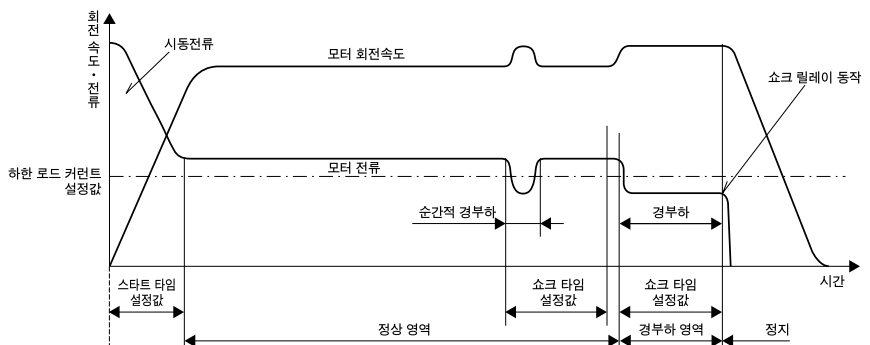 회전 속도 · 전류
시동전류
모터 회전속도
쇼크 릴레이 동작
하한 로드 커런트
설정값
모터 전류
순간적 경부하
경부하
시간
스타트 타임
설정값
쇼크 타임
설정값
쇼크 타임
설정값
정상 영역
경부하 영역
정지